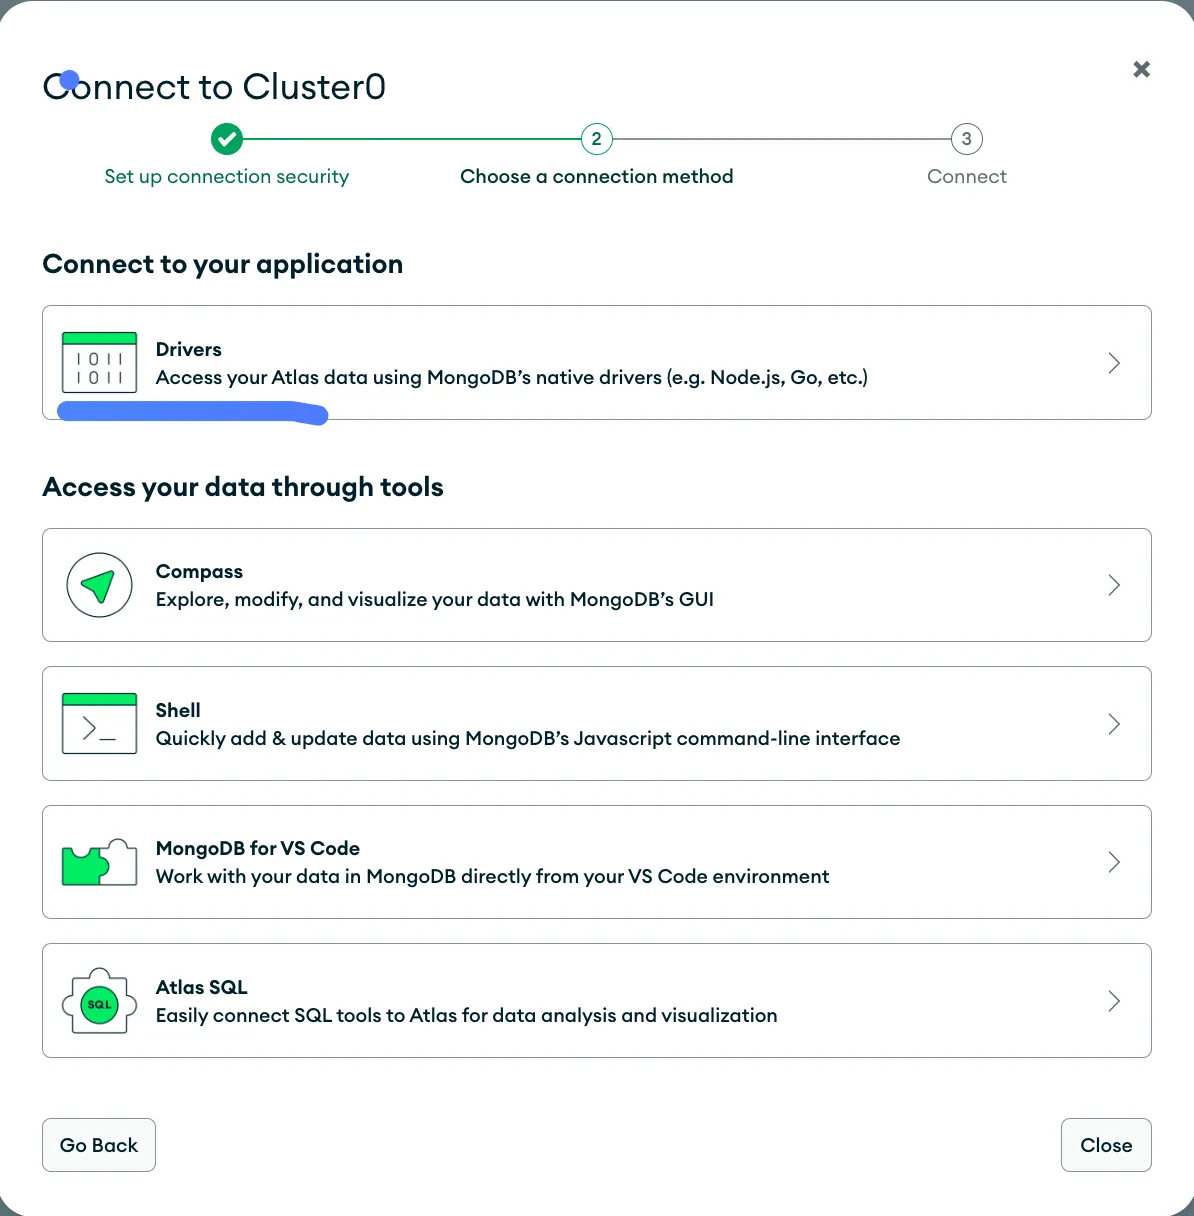 Connect to Cluster0
2
3
Set up connection security
Choose a connection method
Connect
Connect to your application
1011
1011
Drivers
Access your Atlas data using MongoDB’s native drivers (e.g. Node.js, Go, etc.)
Access your data through tools
Compass
Explore, modify, and visualize your data with MongoDB’s GUI
>_
Shell
Quickly add & update data using MongoDB’s Javascript command-line interface
MongoDB for VS Code
Work with your data in MongoDB directly from your VS Code environment
SQL
Atlas SQL
Easily connect SQL tools to Atlas for data analysis and visualization
Go Back
Close